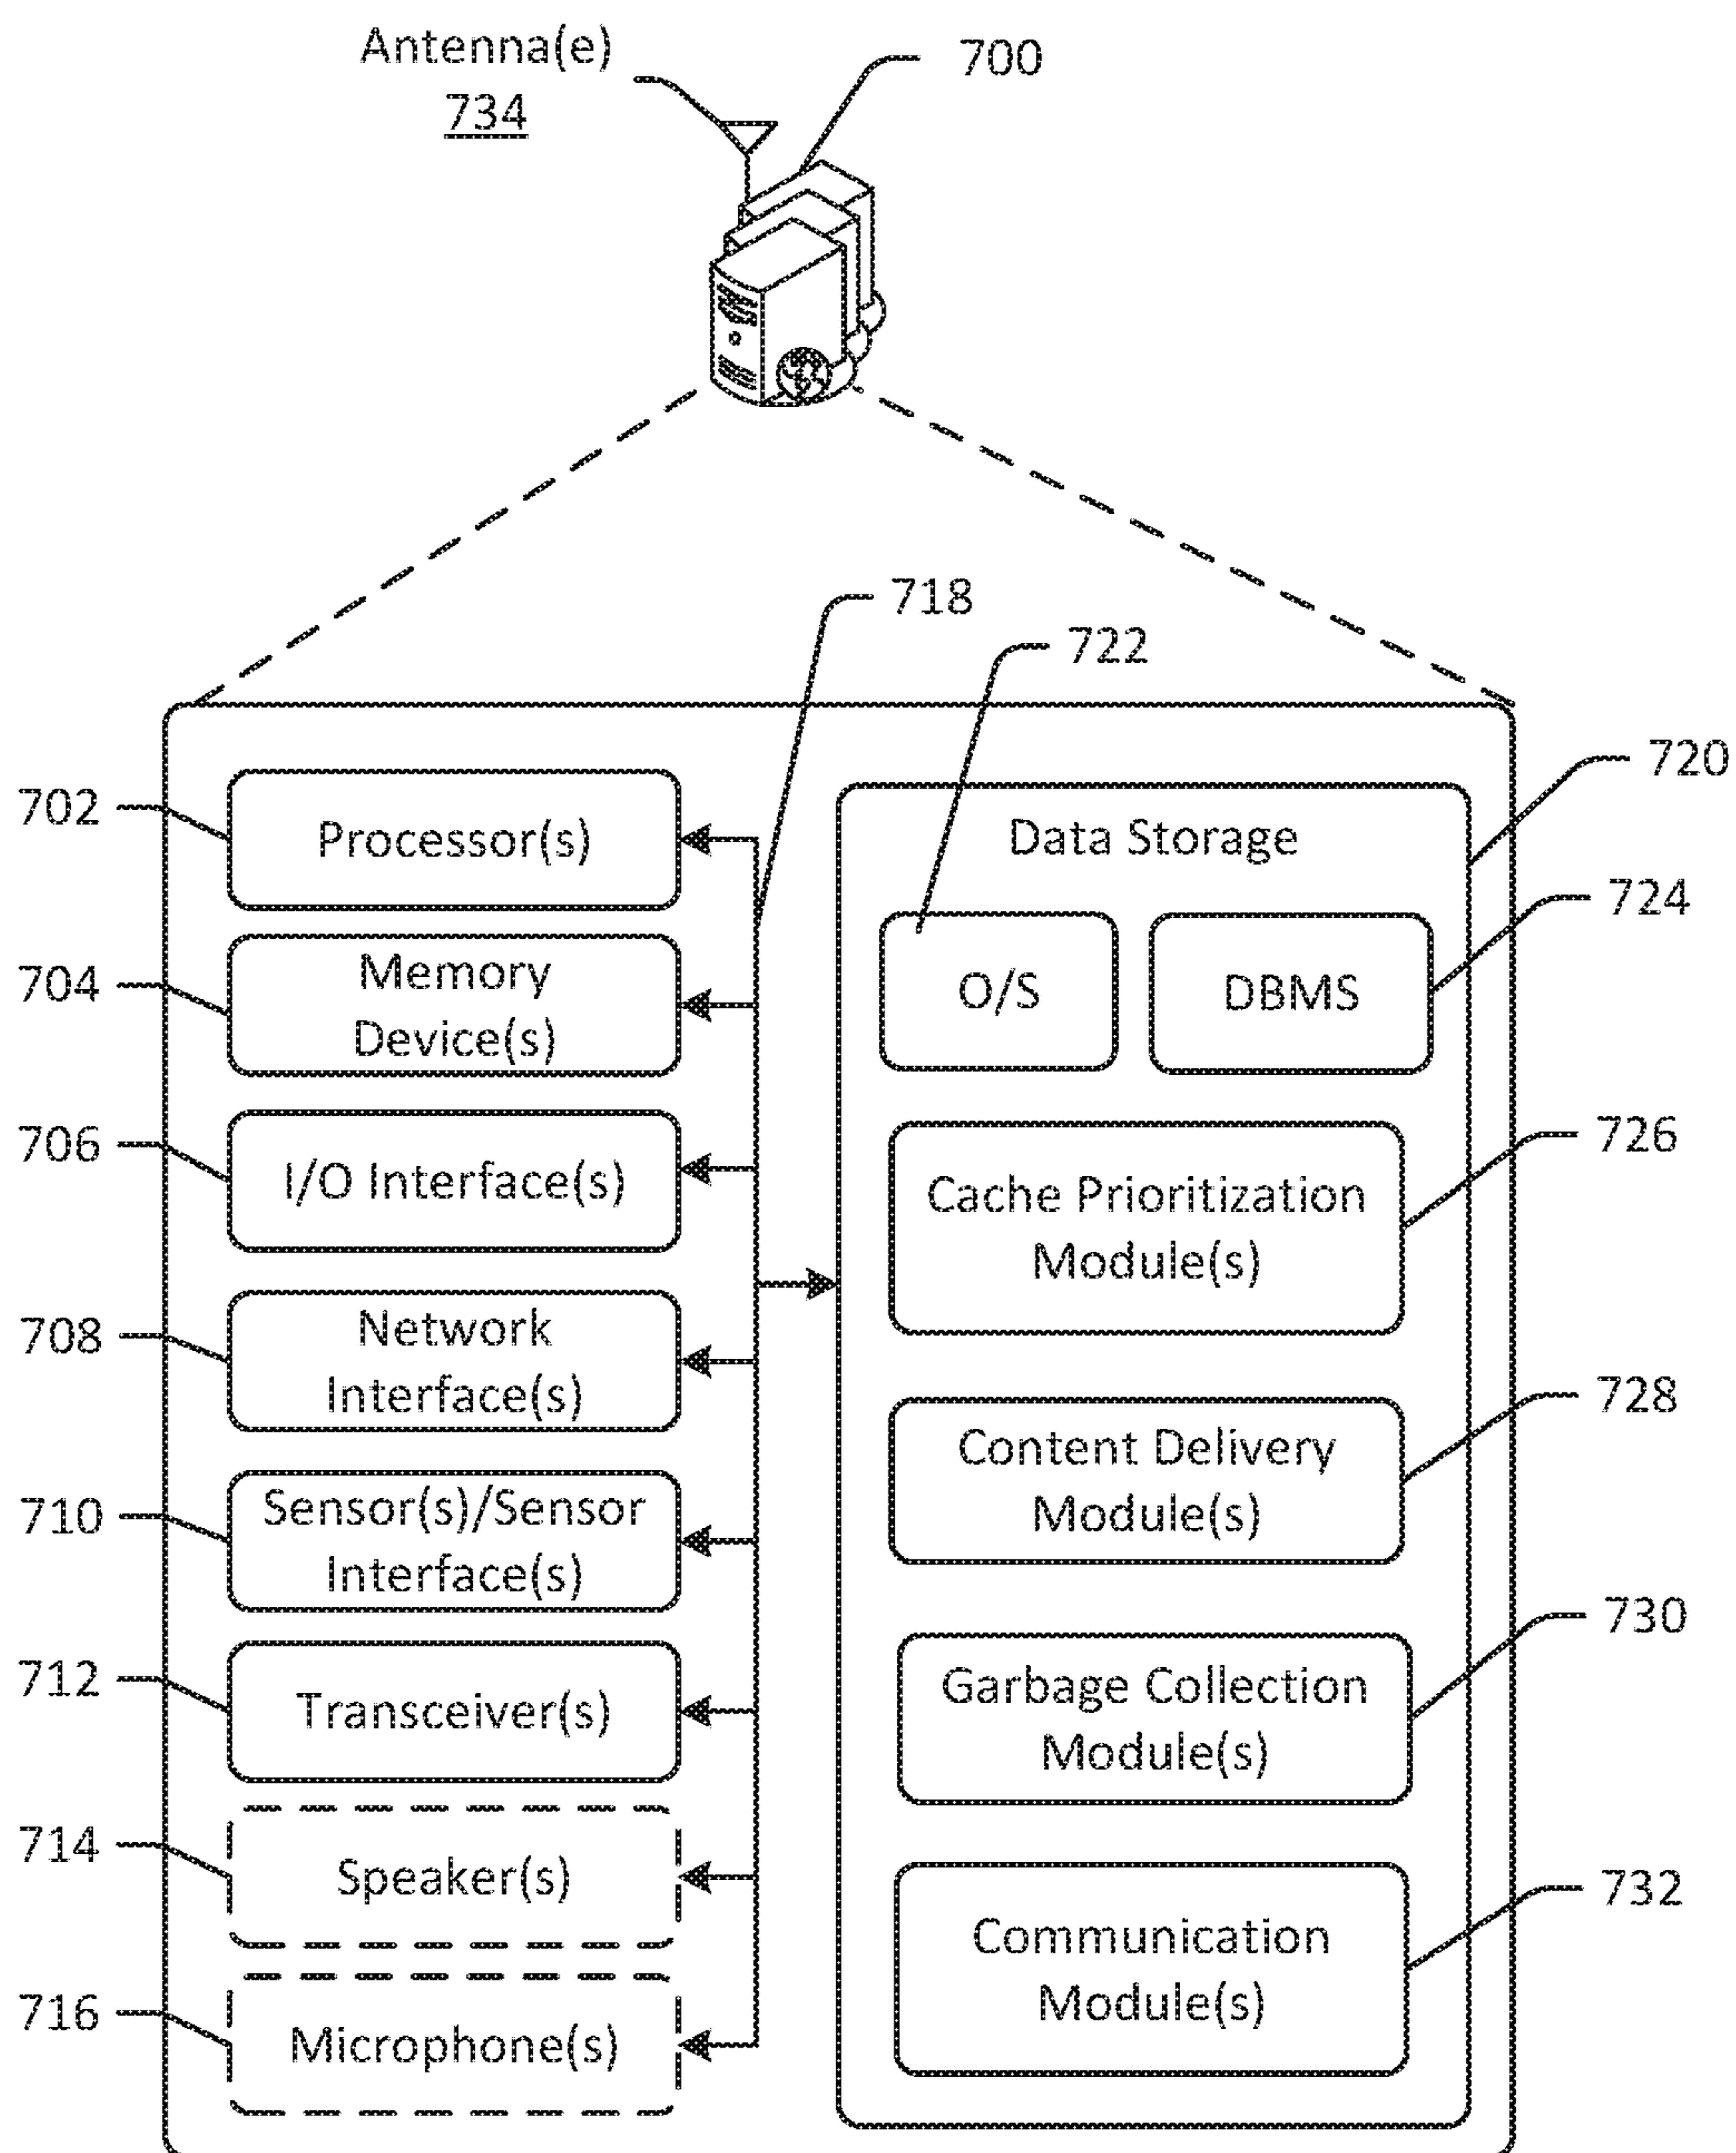 Antenna(e)
734
700
718
722
720
702
Processor(s)
Data Storage
724
704
Memory
Device(s)
O/S
DBMS
706
I/O Interface(s)
726
Cache Prioritization
Module(s)
708
Network
Interface(s)
728
Content Delivery
Module(s)
710
Sensor(s)/Sensor
Interface(s)
730
Garbage Collection
Module(s)
712
Transceiver(s)
714
Speaker(s)
732
Communication
Module(s)
716
Microphone(s)